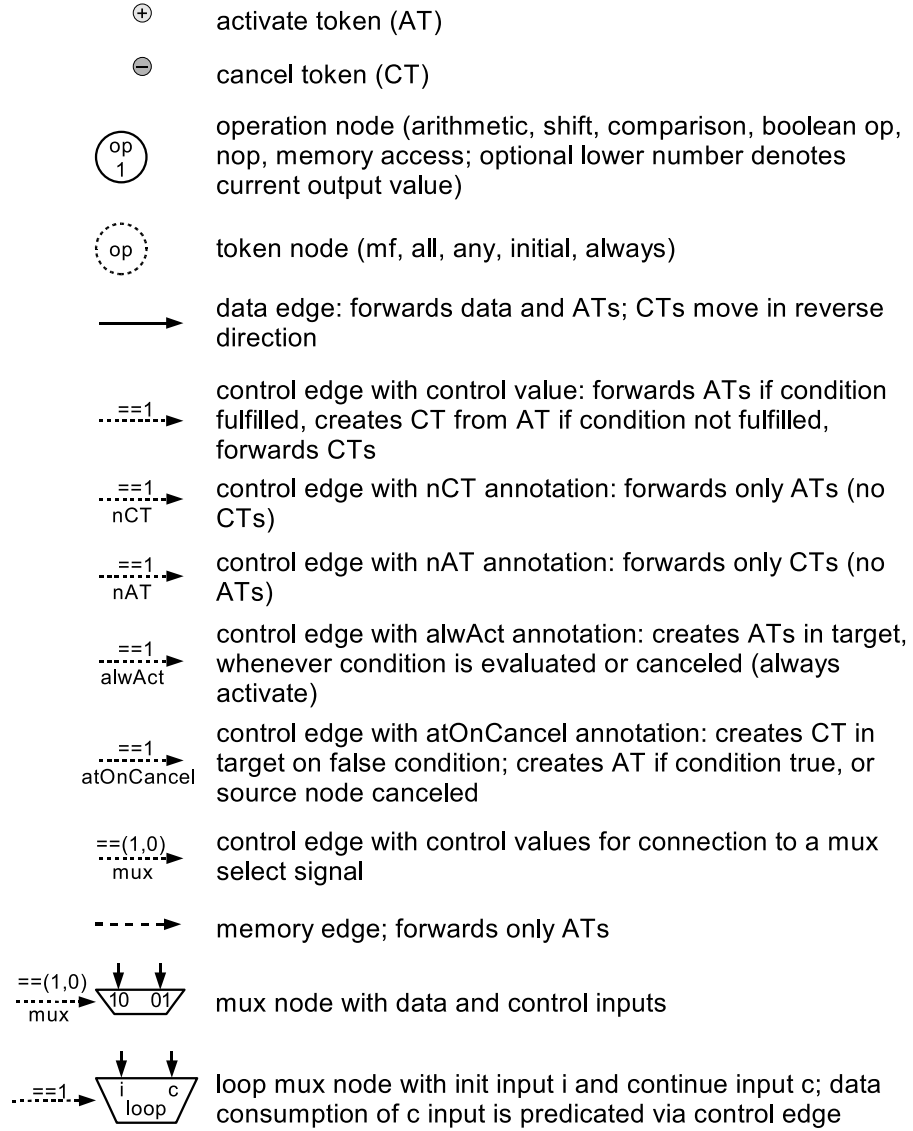 + activate token (AT)
− cancel token (CT)
op operation node (arithmetic, shift, comparison, boolean op,
1 nop, memory access; optional lower number denotes
current output value)
op token node (mf, all, any, initial, always)
data edge: forwards data and ATs; CTs move in reverse
direction
==1 control edge with control value: forwards ATs if condition
fulfilled, creates CT from AT if condition not fulfilled,
forwards CTs
==1 control edge with nCT annotation: forwards only ATs (no
nCT CTs)
==1 control edge with nAT annotation: forwards only CTs (no
nAT ATs)
control edge with alwAct annotation: creates ATs in target,
==1 whenever condition is evaluated or canceled (always
alwAct activate)
control edge with atOnCancel annotation: creates CT in
==1 target on false condition; creates AT if condition true, or
atOnCancel source node canceled
==(1,0) control edge with control values for connection to a mux
mux select signal
memory edge; forwards only ATs
==(1,0) 10 01 mux node with data and control inputs
mux
==1 i c loop mux node with init input i and continue input c; data
loop consumption of c input is predicated via control edge